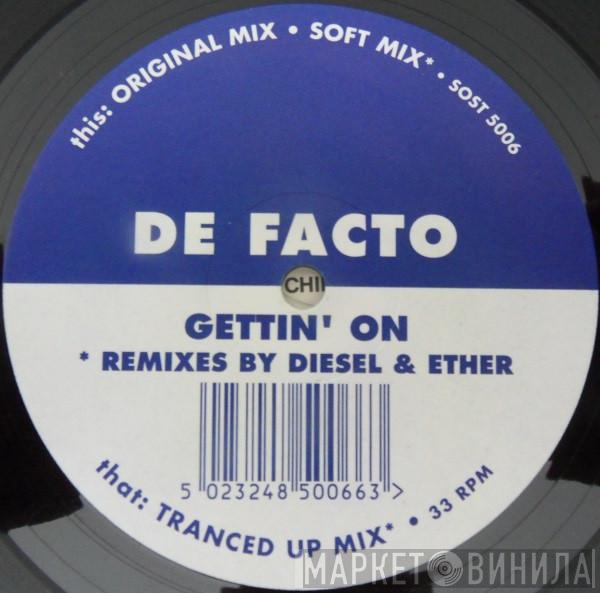 this: ORIGINAL MIX • SOFT MIX* • SOST 5006
DE FACTO
CHII
GETTIN' ON
* REMIXES BY DIESEL & ETHER
5 023248 500663 >
that: TRANCED UP MIX* • 33 RPM
МАРКЕТ ВИНИЛА